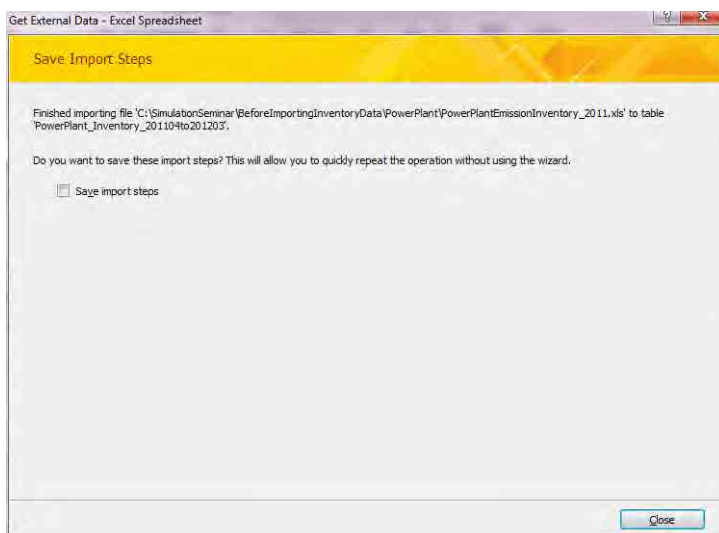 Get External Data - Excel Spreadsheet
Save Import Steps
Finished importing file 'C:\SimulationSeminar\BeforeImportingInventoryData\PowerPlant\PowerPlantEmissionInventory_2011.xls' to table
'PowerPlant_Inventory_201104to201203'.
Do you want to save these import steps? This will allow you to quickly repeat the operation without using the wizard.
Save import steps
Close